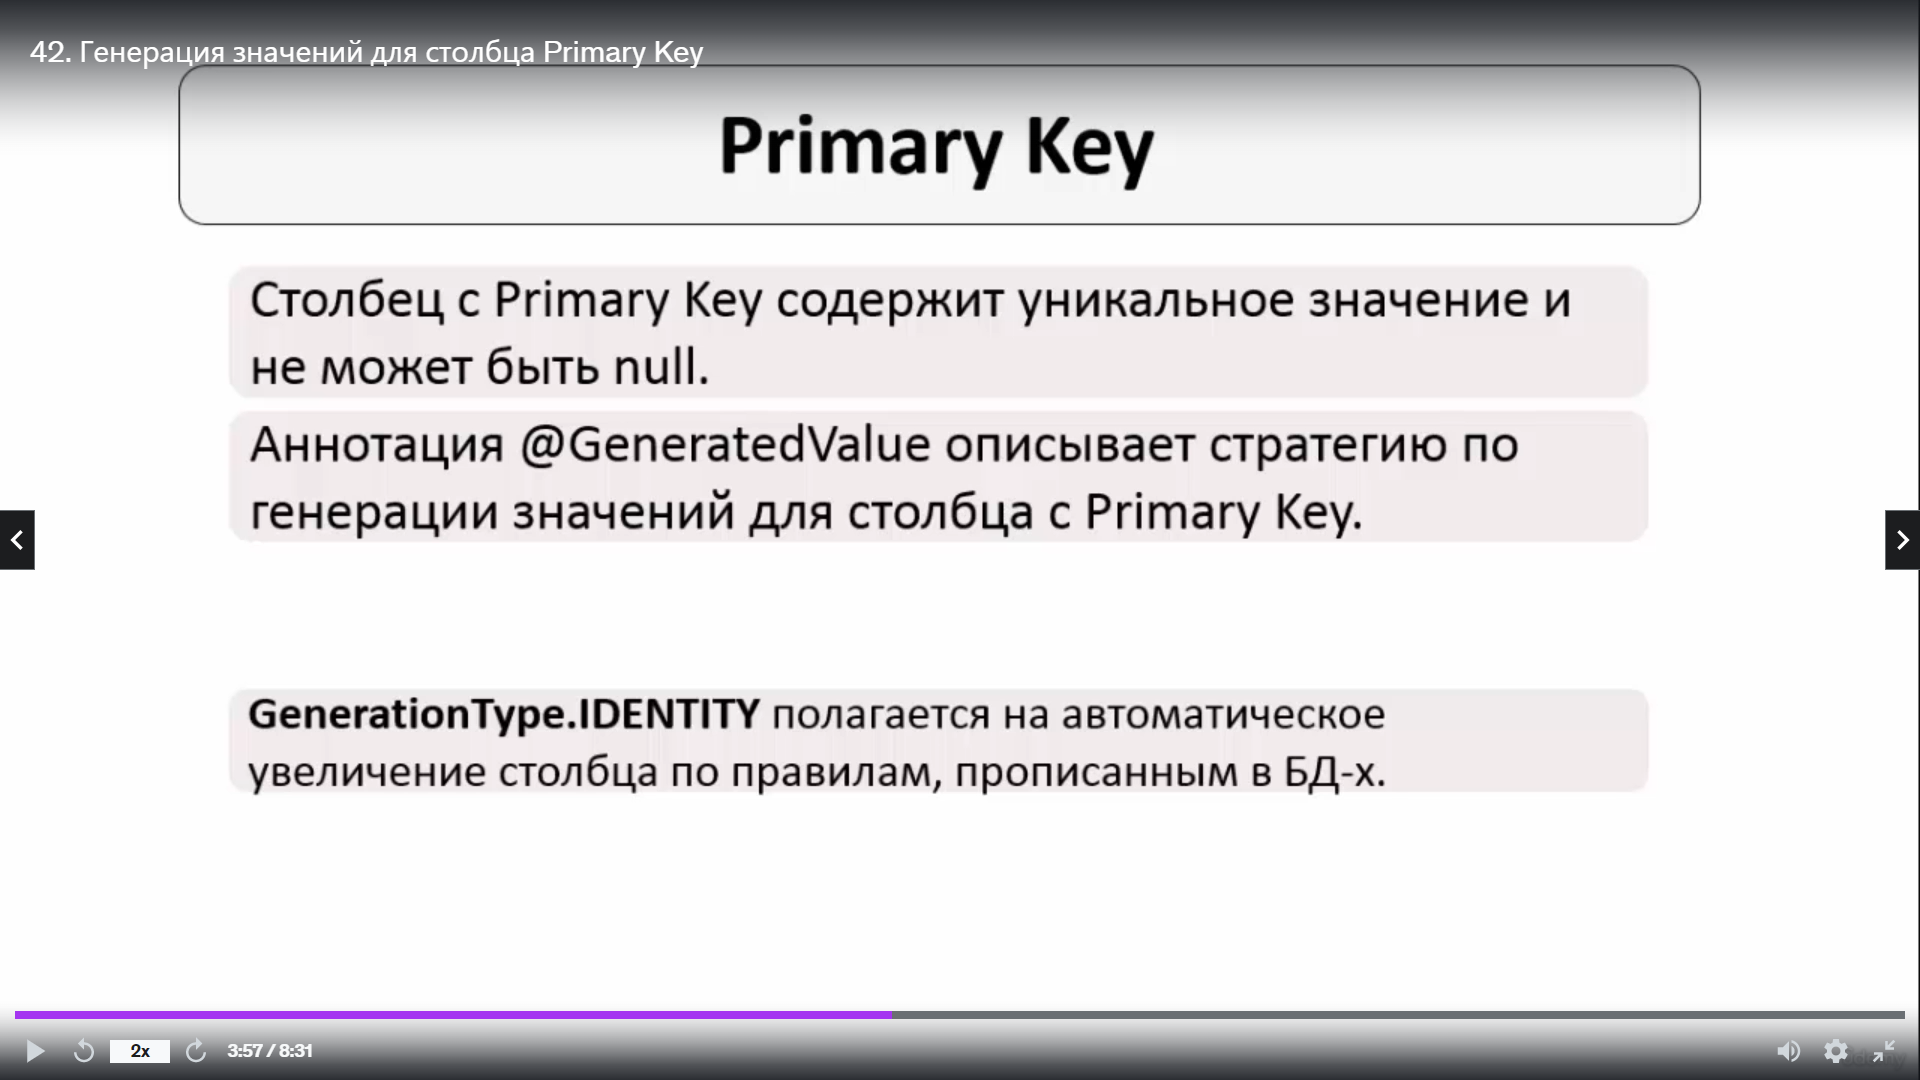 42. Генерация значений для столбца Primary Key
Primary Key
Столбец с Primary Key содержит уникальное значение и
не может быть null.
Аннотация @GeneratedValue описывает стратегию по
генерации значений для столбца с Primary Key.
GenerationType.IDENTITY полагается на автоматическое
увеличение столбца по правилам, прописанным в БД-х.
2x
3:57 / 8:31